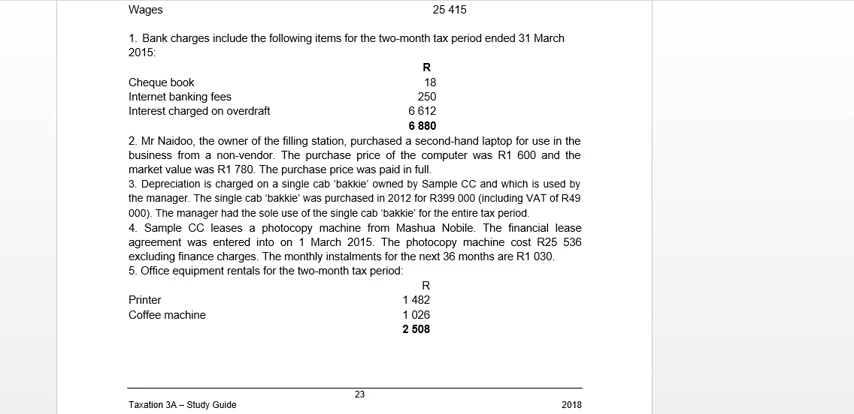 Wages 25 415
1. Bank charges include the following items for the two-month tax period ended 31 March
2015:
R
Cheque book 18
Internet banking fees 250
Interest charged on overdraft 6 612
6 880
2. Mr Naidoo, the owner of the filling station, purchased a second-hand laptop for use in the
business from a non-vendor. The purchase price of the computer was R1 600 and the
market value was R1 780. The purchase price was paid in full.
3. Depreciation is charged on a single cab ‘bakkie’ owned by Sample CC and which is used by
the manager. The single cab ‘bakkie’ was purchased in 2012 for R399 000 (including VAT of R49
000). The manager had the sole use of the single cab ‘bakkie’ for the entire tax period.
4. Sample CC leases a photocopy machine from Mashua Nobile. The financial lease
agreement was entered into on 1 March 2015. The photocopy machine cost R25 536
excluding finance charges. The monthly instalments for the next 36 months are R1 030.
5. Office equipment rentals for the two-month tax period:
R
Printer 1 482
Coffee machine 1 026
2 508
23
Taxation 3A – Study Guide 2018